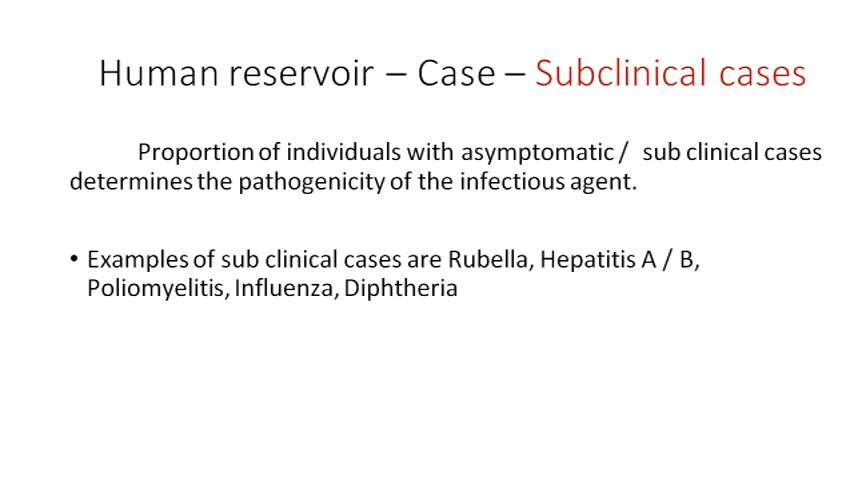 Human reservoir – Case – Subclinical cases
Proportion of individuals with asymptomatic / sub clinical cases
determines the pathogenicity of the infectious agent.
• Examples of sub clinical cases are Rubella, Hepatitis A / B,
Poliomyelitis, Influenza, Diphtheria